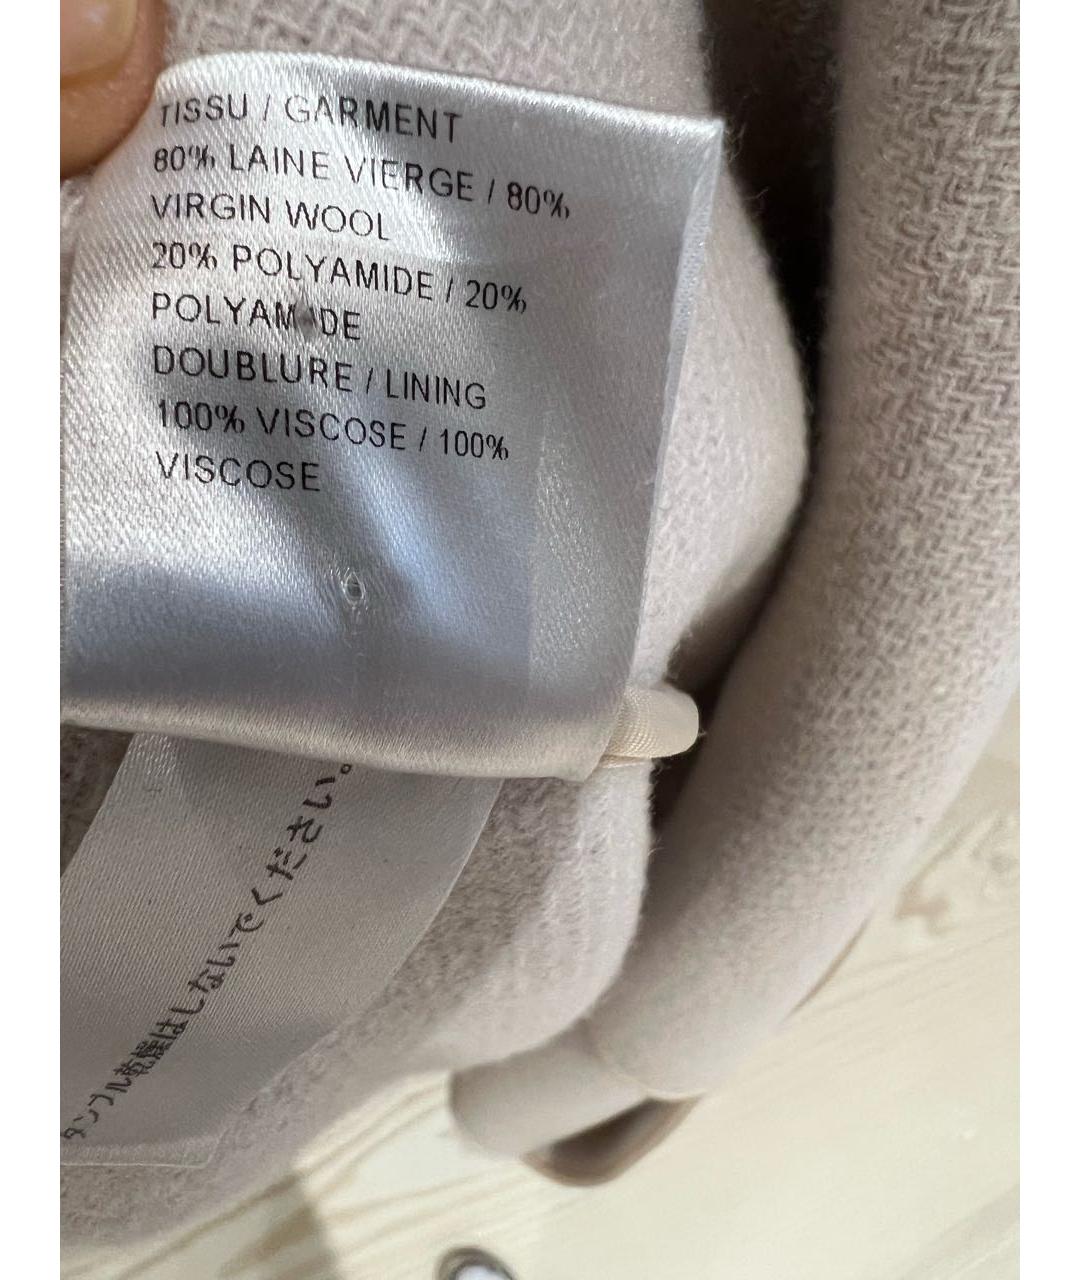 TISSU / GARMENT
80% LAINE VIERGE / 80%
VIRGIN WOOL
20% POLYAMIDE / 20%
POLYAMIDE
DOUBLURE / LINING
100% VISCOSE / 100%
VISCOSE
タンブル乾燥はしないでください。